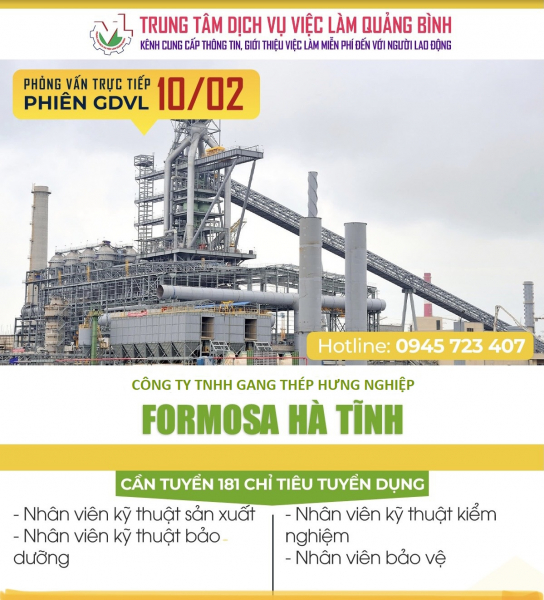 TRUNG TÂM DỊCH VỤ VIỆC LÀM QUẢNG BÌNH
KÊNH CUNG CẤP THÔNG TIN, GIỚI THIỆU VIỆC LÀM MIỄN PHÍ ĐẾN VỚI NGƯỜI LAO ĐỘNG
PHỎNG VẤN TRỰC TIẾP
PHIÊN GDVL 10/02
Hotline: 0945 723 407
CÔNG TY TNHH GANG THÉP HƯNG NGHIỆP
FORMOSA HÀ TĨNH
CẦN TUYỂN 181 CHỈ TIÊU TUYỂN DỤNG
- Nhân viên kỹ thuật sản xuất
- Nhân viên kỹ thuật bảo
dưỡng
- Nhân viên kỹ thuật kiểm
nghiệm
- Nhân viên bảo vệ